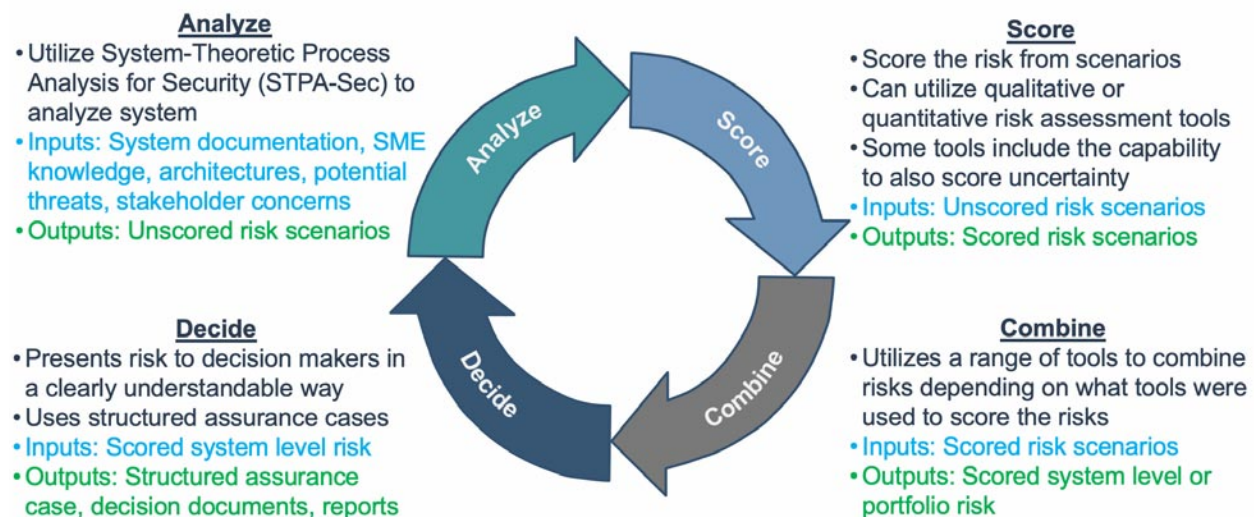 Analyze
• Utilize System-Theoretic Process
Analysis for Security (STPA-Sec) to
analyze system
• Inputs: System documentation, SME
knowledge, architectures, potential
threats, stakeholder concerns
• Outputs: Unscored risk scenarios
Score
• Score the risk from scenarios
• Can utilize qualitative or
quantitative risk assessment tools
• Some tools include the capability
to also score uncertainty
• Inputs: Unscored risk scenarios
• Outputs: Scored risk scenarios
Analyze
Score
Combine
Decide
Decide
• Presents risk to decision makers in
a clearly understandable way
• Uses structured assurance cases
• Inputs: Scored system level risk
• Outputs: Structured assurance
case, decision documents, reports
Combine
• Utilizes a range of tools to combine
risks depending on what tools were
used to score the risks
• Inputs: Scored risk scenarios
• Outputs: Scored system level or
portfolio risk